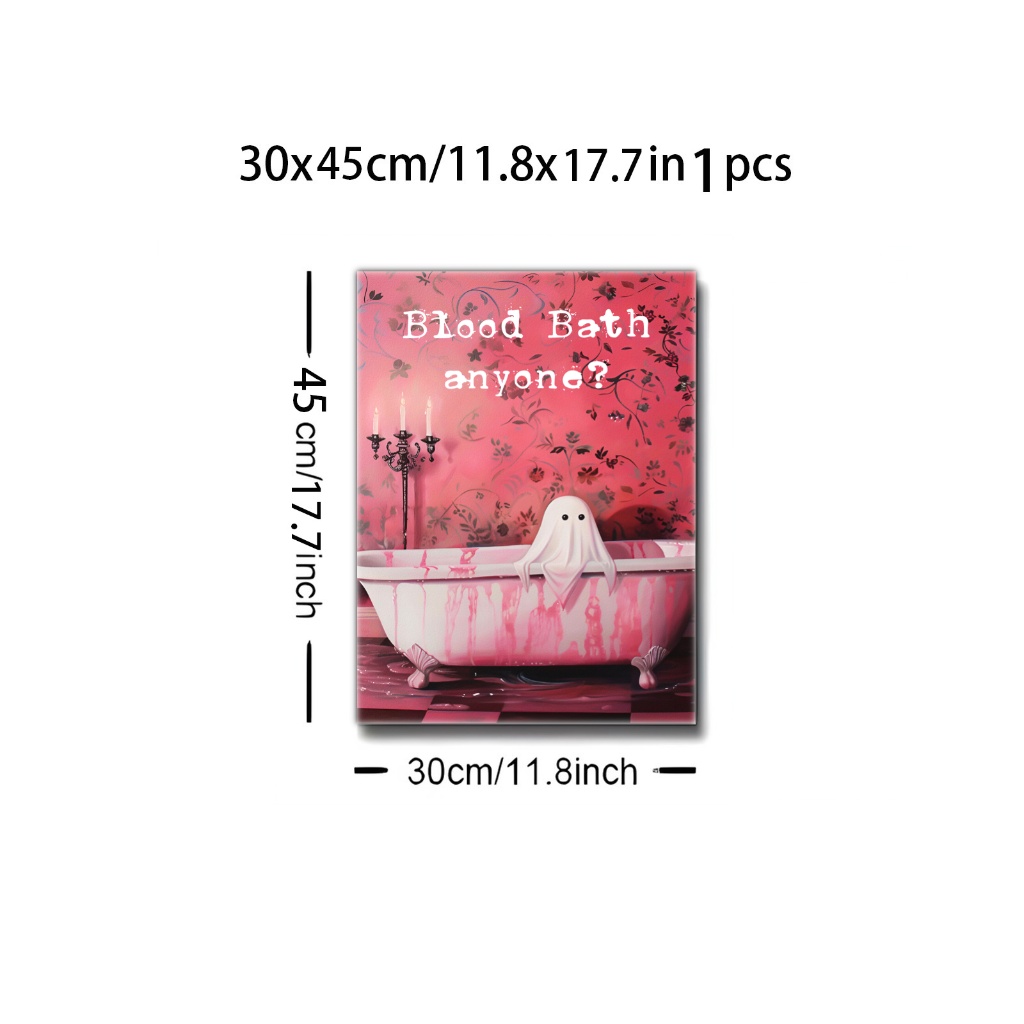 30x45cm/11.8x17.7in 1 pcs
Blood Bath
anyone?
45 cm/17.7inch
30cm/11.8inch